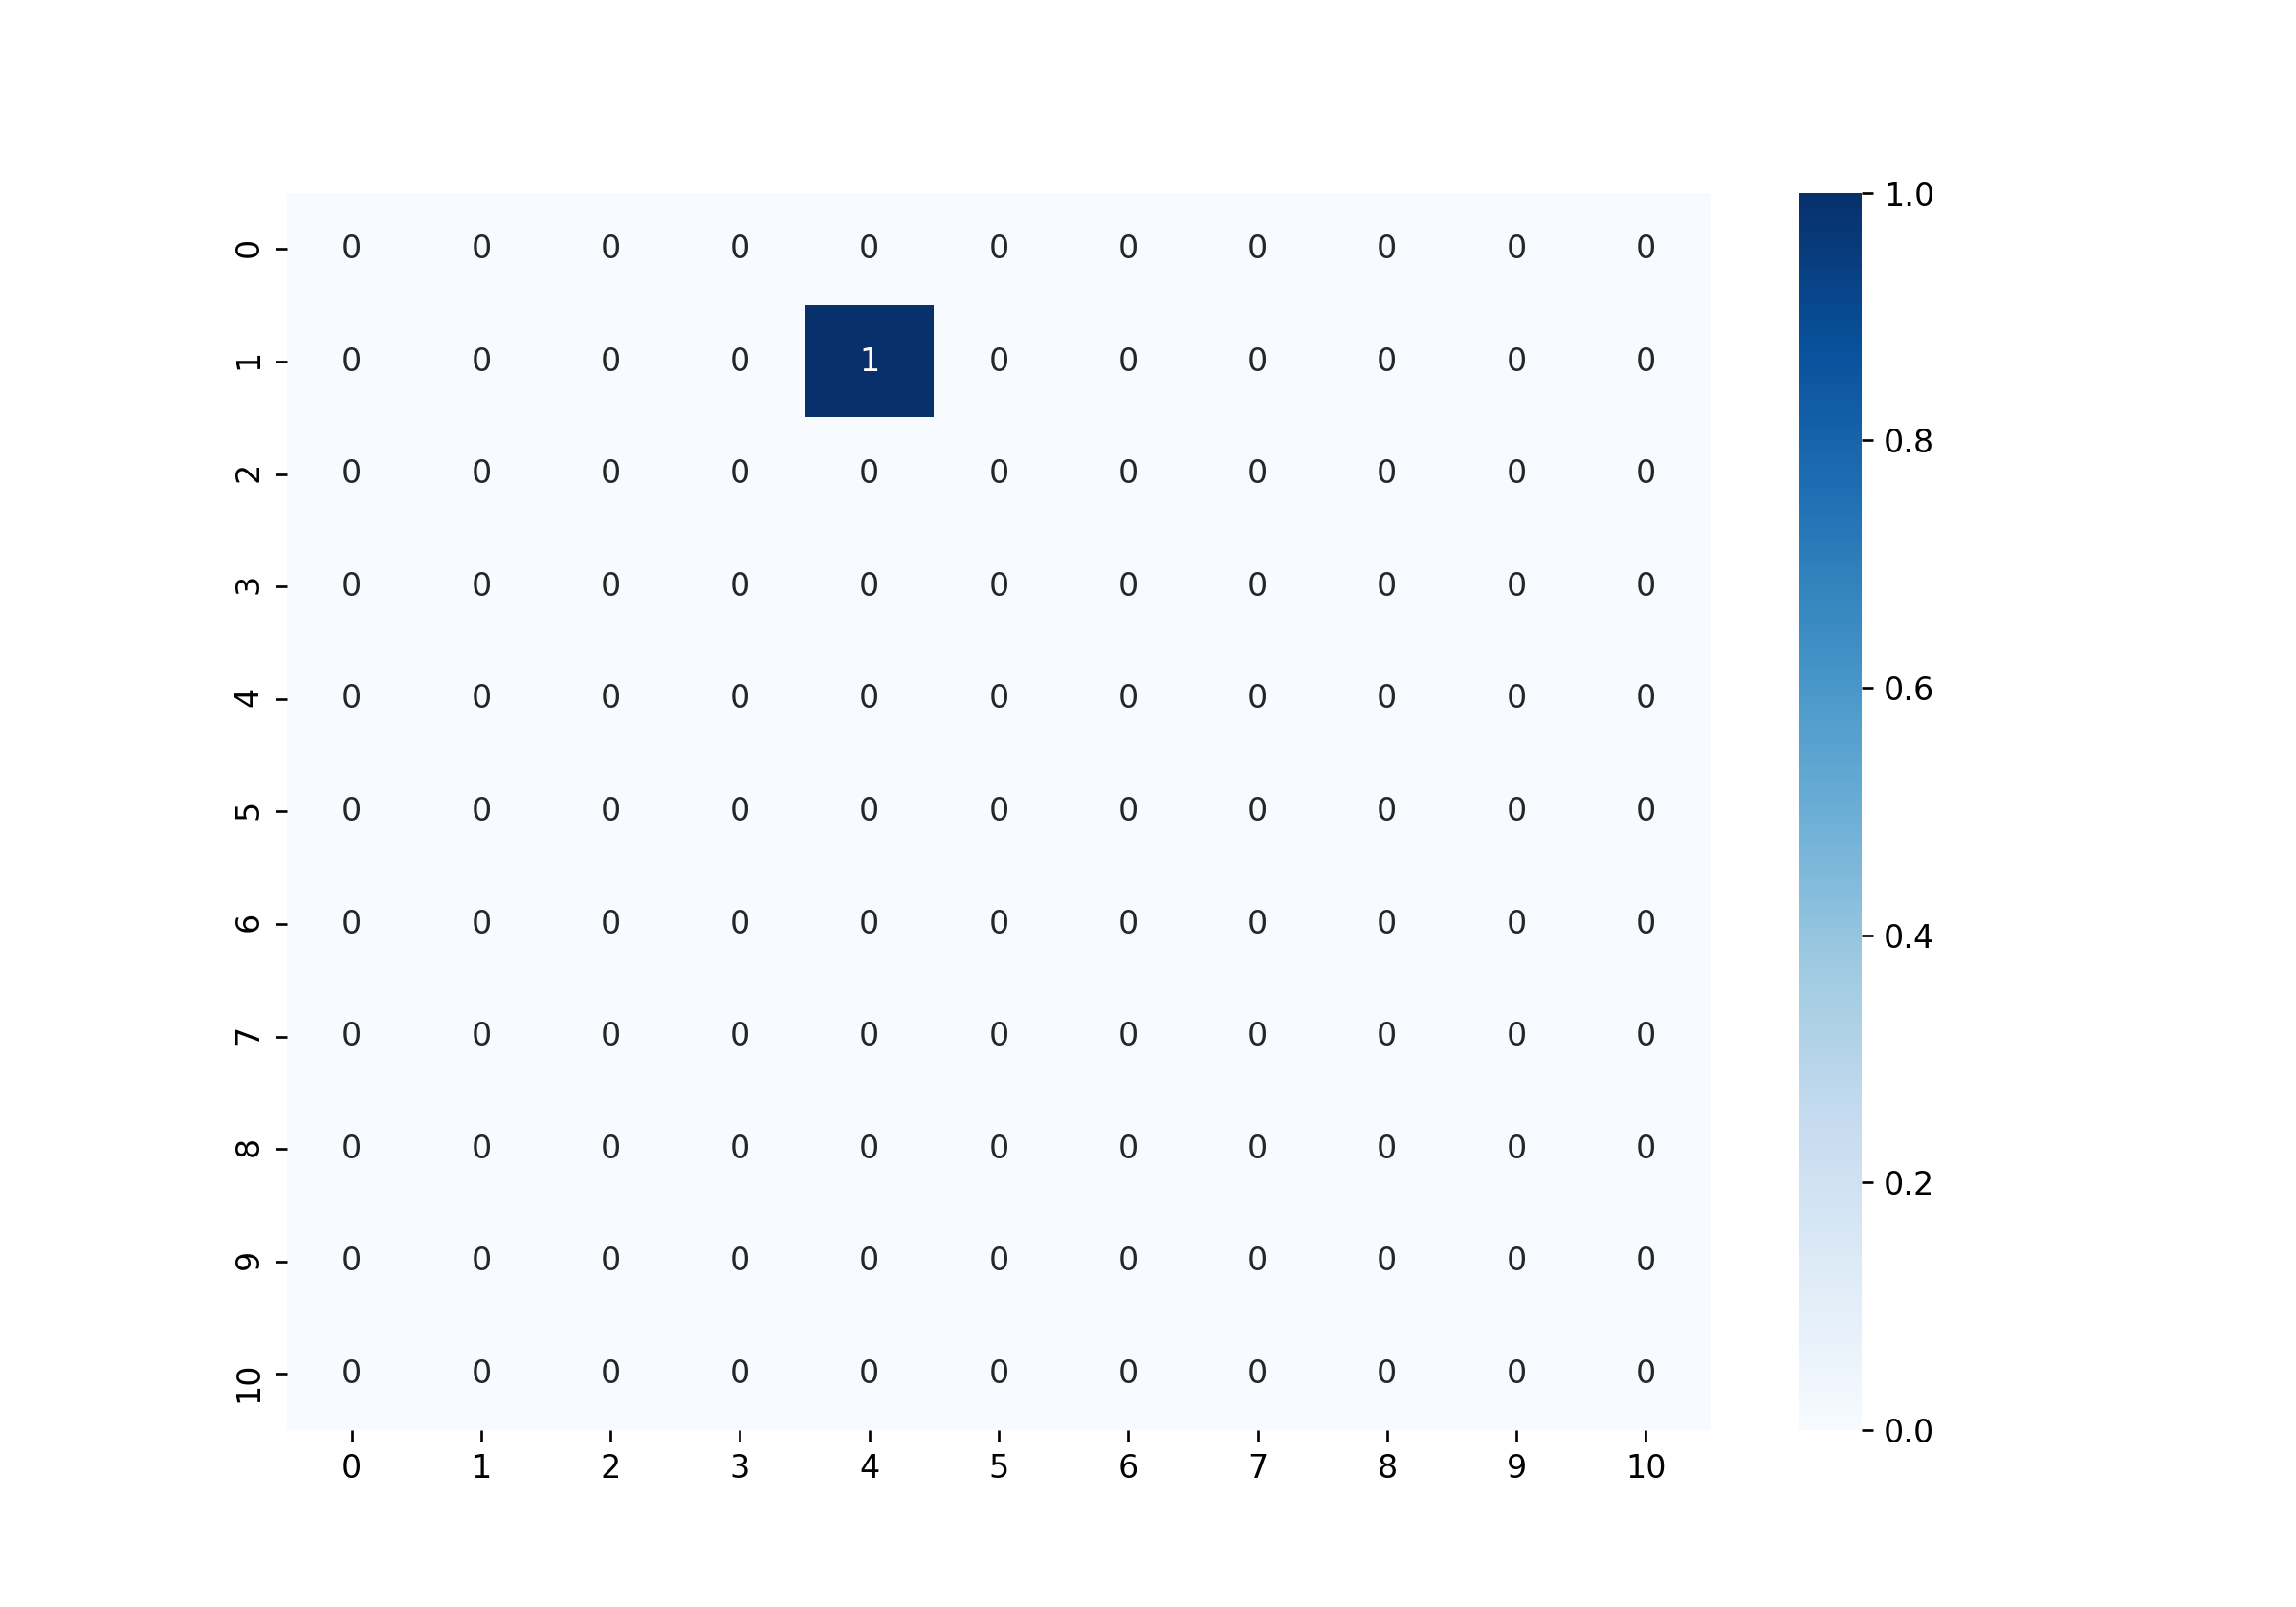 1.0
0 0 0 0 0 0 0 0 0 0 0 0
1 0 0 0 0 1 0 0 0 0 0 0
0.8
2 0 0 0 0 0 0 0 0 0 0 0
3 0 0 0 0 0 0 0 0 0 0 0
0.6
4 0 0 0 0 0 0 0 0 0 0 0
5 0 0 0 0 0 0 0 0 0 0 0
6 0 0 0 0 0 0 0 0 0 0 0
0.4
7 0 0 0 0 0 0 0 0 0 0 0
8 0 0 0 0 0 0 0 0 0 0 0
0.2
9 0 0 0 0 0 0 0 0 0 0 0
10 0 0 0 0 0 0 0 0 0 0 0
0.0
0 1 2 3 4 5 6 7 8 9 10